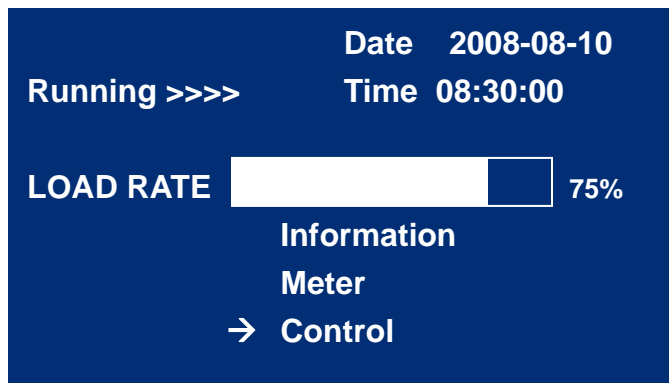 Date 2008-08-10
Running >>>> Time 08:30:00
LOAD RATE 75%
Information
Meter
→ Control